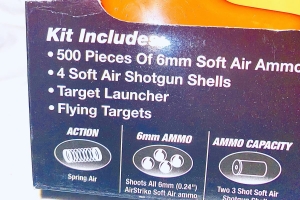 Kit Includes
• 500 Pieces Of 6mm Soft Air Ammo
• 4 Soft Air Shotgun Shells
• Target Launcher
• Flying Targets
ACTION
Spring Air
6mm AMMO
Shoots All 6mm (0.24")
AirStrike Soft Air ammo
AMMO CAPACITY
Two 3 Shot Soft Air
Shotgun Shells